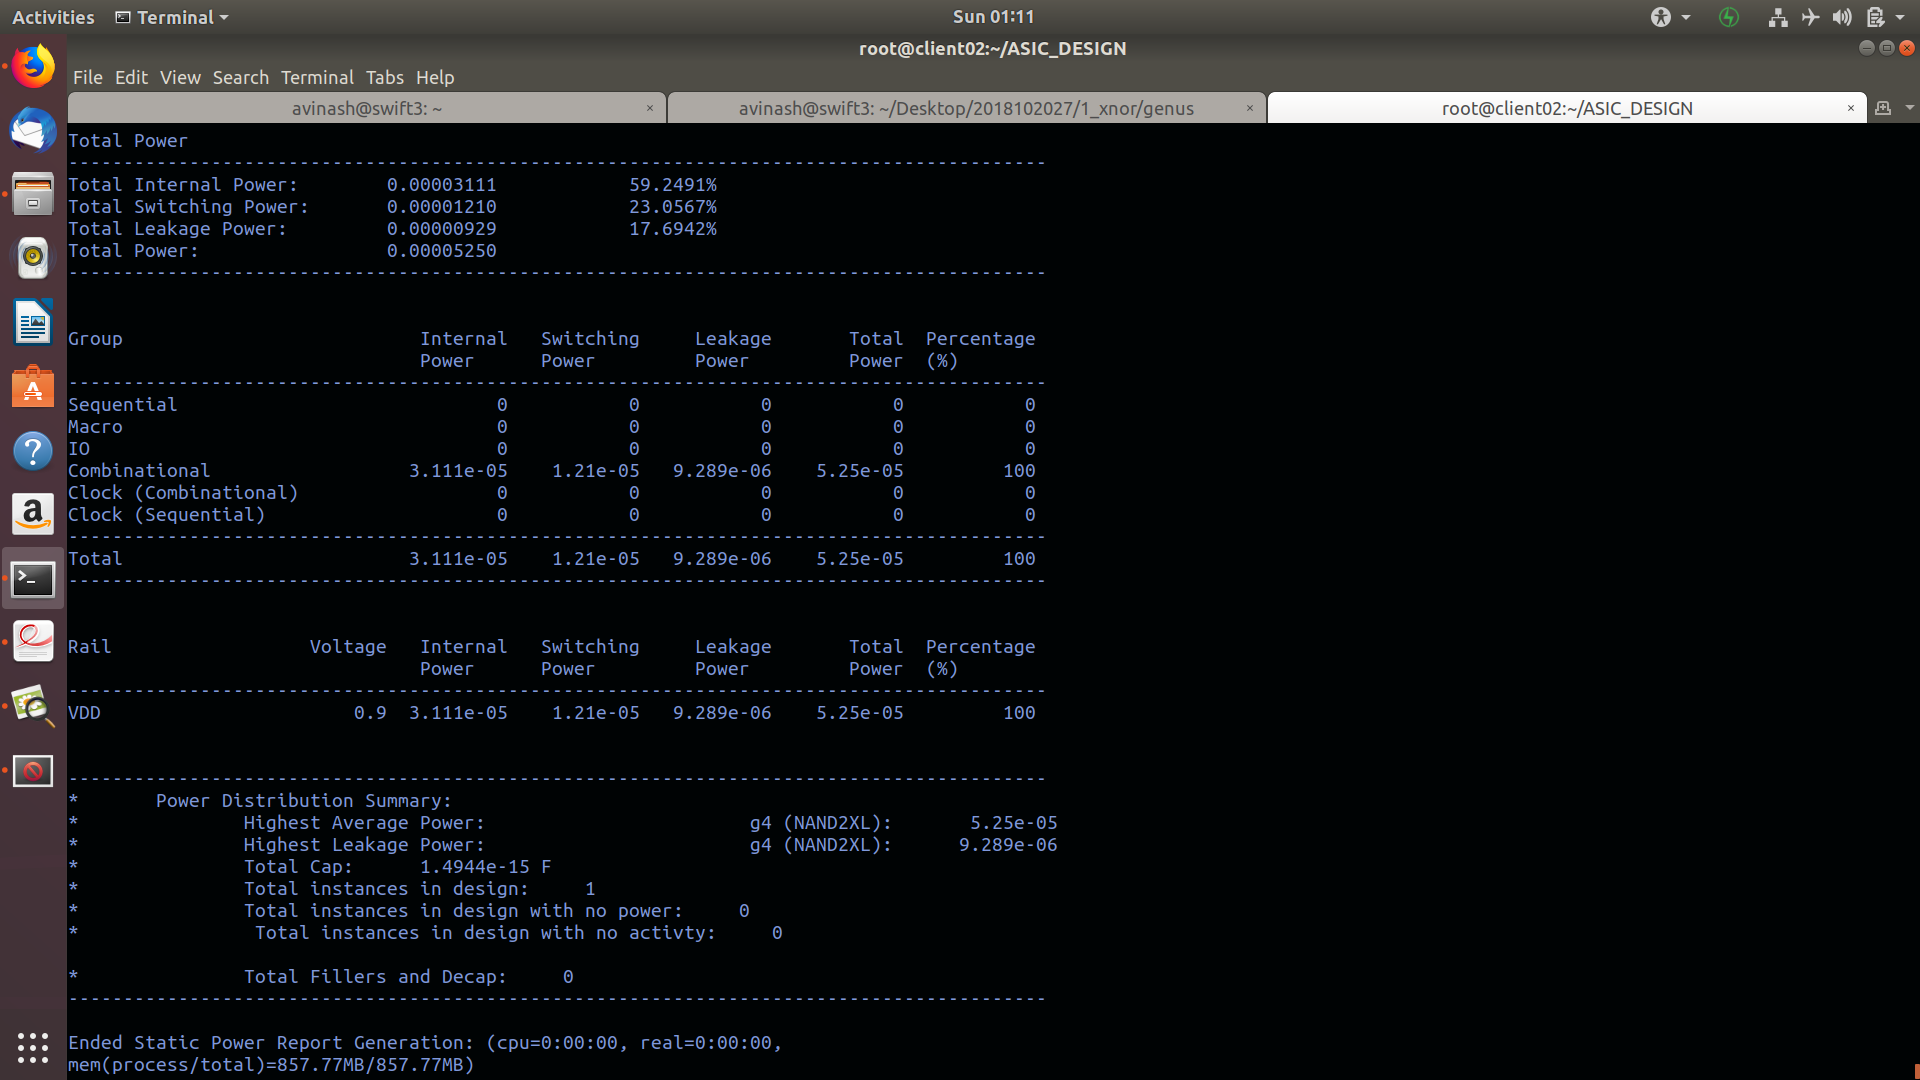 Activities Terminal Sun 01:11
root@client02:~/ASIC_DESIGN
File Edit View Search Terminal Tabs Help
avinash@swift3: ~ × avinash@swift3: ~/Desktop/2018102027/1_xnor/genus × root@client02:~/ASIC_DESIGN ×
Total Power
-----------------------------------------------------------------------------------------
Total Internal Power:        0.00003111            59.2491%
Total Switching Power:       0.00001210            23.0567%
Total Leakage Power:         0.00000929            17.6942%
Total Power:                 0.00005250
-----------------------------------------------------------------------------------------
Group                           Internal   Switching     Leakage       Total  Percentage
                                Power      Power         Power         Power  (%)
-----------------------------------------------------------------------------------------
Sequential                             0           0           0           0           0
Macro                                  0           0           0           0           0
IO                                     0           0           0           0           0
Combinational                  3.111e-05    1.21e-05   9.289e-06    5.25e-05         100
Clock (Combinational)                  0           0           0           0           0
Clock (Sequential)                     0           0           0           0           0
-----------------------------------------------------------------------------------------
Total                          3.111e-05    1.21e-05   9.289e-06    5.25e-05         100
-----------------------------------------------------------------------------------------
Rail                  Voltage   Internal   Switching     Leakage       Total  Percentage
                                Power      Power         Power         Power  (%)
-----------------------------------------------------------------------------------------
VDD                       0.9  3.111e-05    1.21e-05   9.289e-06    5.25e-05         100
-----------------------------------------------------------------------------------------
*       Power Distribution Summary:
*               Highest Average Power:                        g4 (NAND2XL):       5.25e-05
*               Highest Leakage Power:                        g4 (NAND2XL):      9.289e-06
*               Total Cap:      1.4944e-15 F
*               Total instances in design:     1
*               Total instances in design with no power:     0
*                Total instances in design with no activty:     0
*               Total Fillers and Decap:     0
-----------------------------------------------------------------------------------------
Ended Static Power Report Generation: (cpu=0:00:00, real=0:00:00,
mem(process/total)=857.77MB/857.77MB)